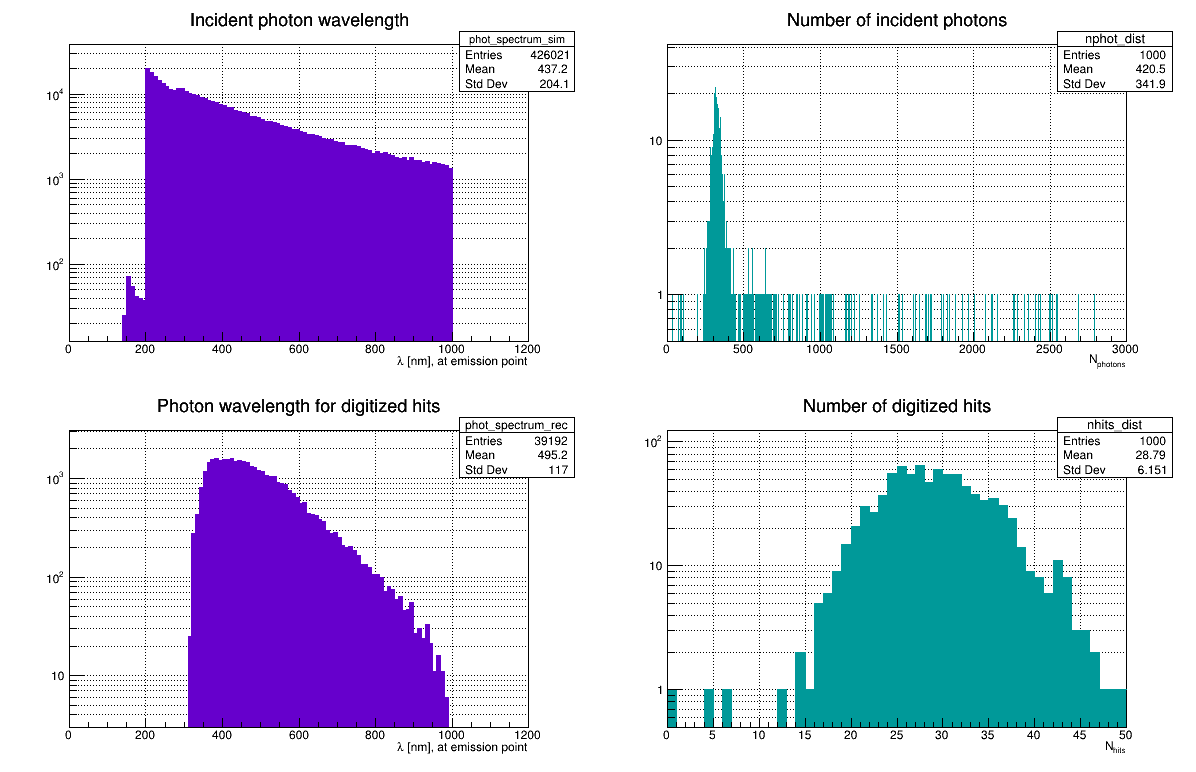 Incident photon wavelength
phot_spectrum_sim
Entries 426021
Mean 437.2
Std Dev 204.1
10^4
10^3
10^2
0 200 400 600 800 1000 1200
λ [nm], at emission point
Number of incident photons
nphot_dist
Entries 1000
Mean 420.5
Std Dev 341.9
10
1
0 500 1000 1500 2000 2500 3000
N_photons
Photon wavelength for digitized hits
phot_spectrum_rec
Entries 39192
Mean 495.2
Std Dev 117
10^3
10^2
10
0 200 400 600 800 1000 1200
λ [nm], at emission point
Number of digitized hits
nhits_dist
Entries 1000
Mean 28.79
Std Dev 6.151
10^2
10
1
0 5 10 15 20 25 30 35 40 45 50
N_hits